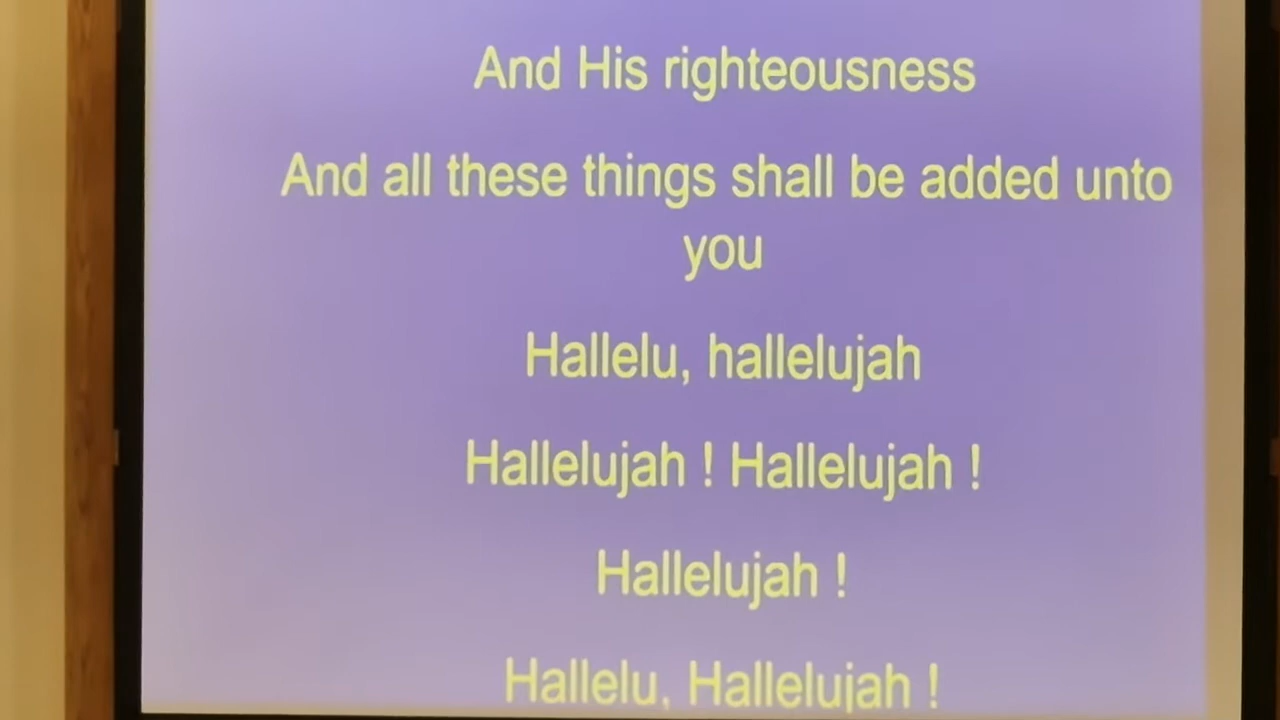 And His righteousness
And all these things shall be added unto
you
Hallelu, hallelujah
Hallelujah ! Hallelujah !
Hallelujah !
Hallelu, Hallelujah !